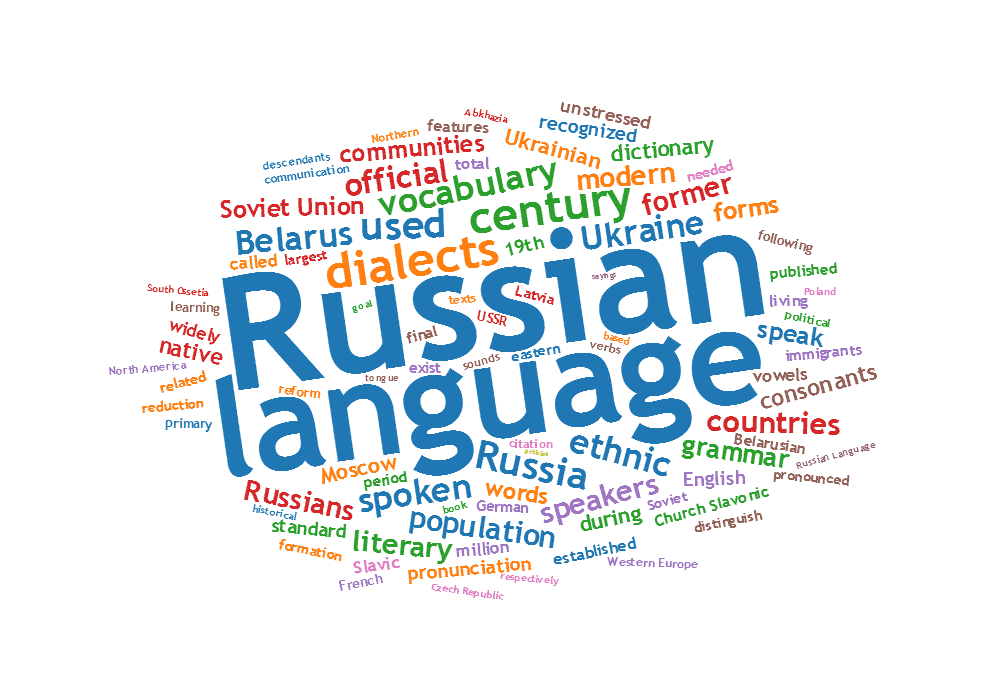 Abkhazia
unstressed
Northern
features
recognized
communities
Ukrainian
dictionary
descendants
communication
total
official
vocabulary
modern
needed
former
Soviet Union
century
forms
Belarus
used
19th
Ukraine
following
called
largest
dialects
published
Russian
sayings
South Ossetia
learning
goal
texts
Latvia
Poland
living
political
widely
USSR
final
based
speak
native
verbs
North America
exist
sounds
eastern
immigrants
related
tongue
language
vowels
consonants
reduction
reform
primary
countries
citation
Belarusian
Moscow
Russia
ethnic
grammar
Russian Language
period
pronounced
Russians
spoken
words
speakers
English
historical
book
German
Soviet
Church Slavonic
standard
population
during
distinguish
formation
literary
million
established
Slavic
pronunciation
Western Europe
French
respectively
Czech Republic